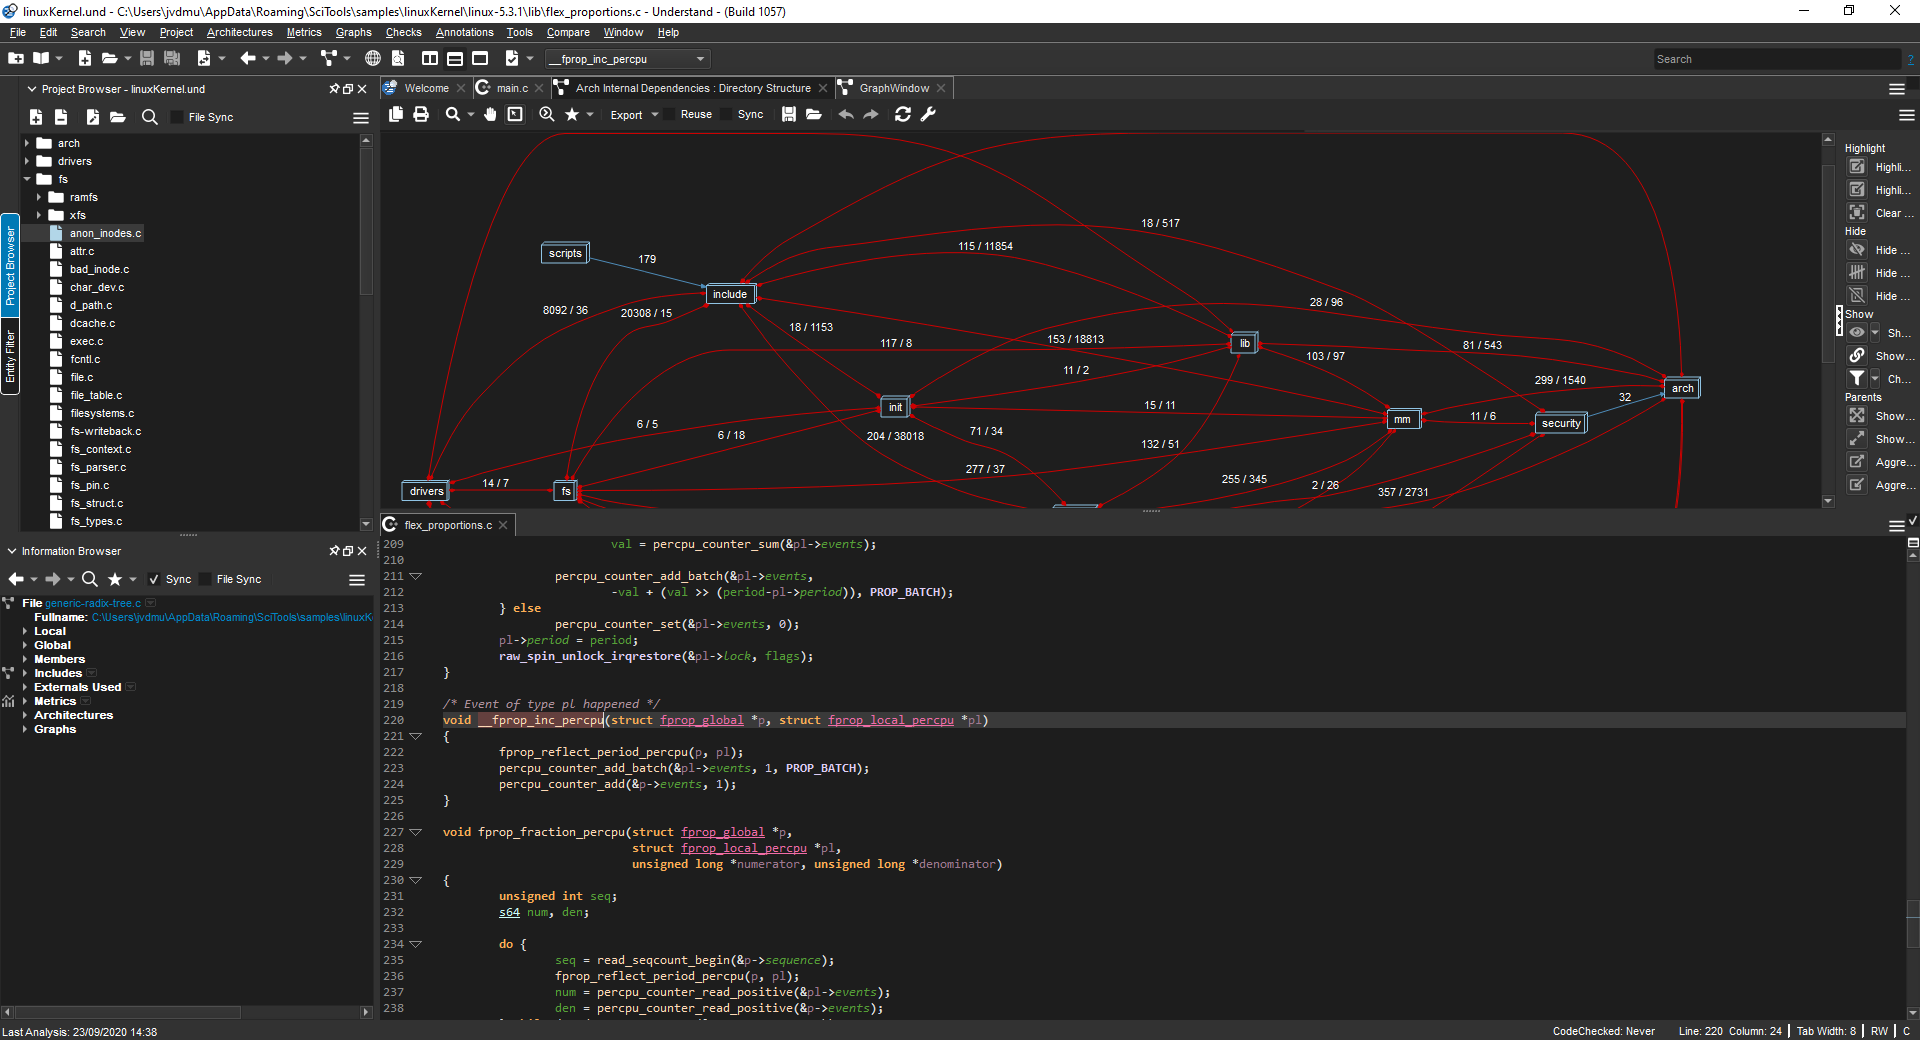 linuxKernel.und - C:\Users\jvdmu\AppData\Roaming\SciTools\samples\linuxKernel\linux-5.3.1\lib\flex_proportions.c - Understand - (Build 1057)
File Edit Search View Project Architectures Metrics Graphs Checks Annotations Tools Compare Window Help
__fprop_inc_percpu
Search
?
Project Browser - linuxKernel.und
File Sync
arch
drivers
fs
ramfs
xfs
anon_inodes.c
attr.c
bad_inode.c
char_dev.c
d_path.c
dcache.c
exec.c
fcntl.c
file.c
file_table.c
filesystems.c
fs-writeback.c
fs_context.c
fs_parser.c
fs_pin.c
fs_struct.c
fs_types.c
Project Browser
Entity Filter
Welcome
main.c
Arch Internal Dependencies : Directory Structure
GraphWindow
Export
Reuse
Sync
18 / 517
115 / 11854
scripts
179
include
8092 / 36
20308 / 15
28 / 96
18 / 1153
117 / 8
153 / 18813
lib
103 / 97
81 / 543
11 / 2
299 / 1540
arch
32
init
15 / 11
mm
11 / 6
security
6 / 5
6 / 18
204 / 38018
71 / 34
132 / 51
277 / 37
255 / 345
2 / 26
357 / 2731
drivers
14 / 7
fs
Highlight
Highli...
Highli...
Clear ...
Hide
Hide ...
Hide ...
Hide ...
Show
Sh...
Show...
Ch...
Parents
Show...
Show...
Aggre...
Aggre...
Information Browser
Sync
File Sync
File generic-radix-tree.c
Fullname: C:\Users\jvdmu\AppData\Roaming\SciTools\samples\linuxK
Local
Global
Members
Includes
Externals Used
Metrics
Architectures
Graphs
flex_proportions.c
209 val = percpu_counter_sum(&pl->events);
210
211 percpu_counter_add_batch(&pl->events,
212 -val + (val >> (period-pl->period)), PROP_BATCH);
213 } else
214 percpu_counter_set(&pl->events, 0);
215 pl->period = period;
216 raw_spin_unlock_irqrestore(&pl->lock, flags);
217 }
218
219 /* Event of type pl happened */
220 void __fprop_inc_percpu(struct fprop_global *p, struct fprop_local_percpu *pl)
221 {
222 fprop_reflect_period_percpu(p, pl);
223 percpu_counter_add_batch(&pl->events, 1, PROP_BATCH);
224 percpu_counter_add(&p->events, 1);
225 }
226
227 void fprop_fraction_percpu(struct fprop_global *p,
228 struct fprop_local_percpu *pl,
229 unsigned long *numerator, unsigned long *denominator)
230 {
231 unsigned int seq;
232 s64 num, den;
233
234 do {
235 seq = read_seqcount_begin(&p->sequence);
236 fprop_reflect_period_percpu(p, pl);
237 num = percpu_counter_read_positive(&pl->events);
238 den = percpu_counter_read_positive(&p->events);
Last Analysis: 23/09/2020 14:38
CodeChecked: Never Line: 220 Column: 24 Tab Width: 8 RW C